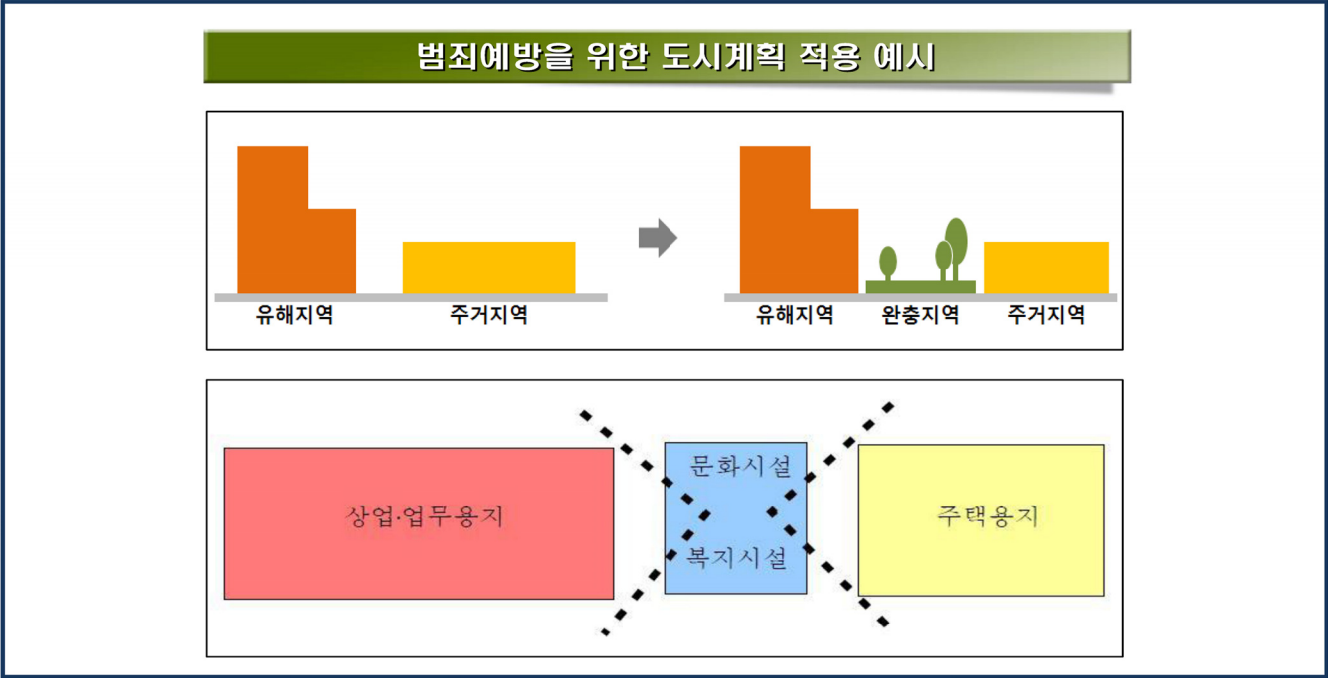 범죄예방을 위한 도시계획 적용 예시
유해지역
주거지역
유해지역
완충지역
주거지역
상업·업무용지
문화시설
복지시설
주택용지